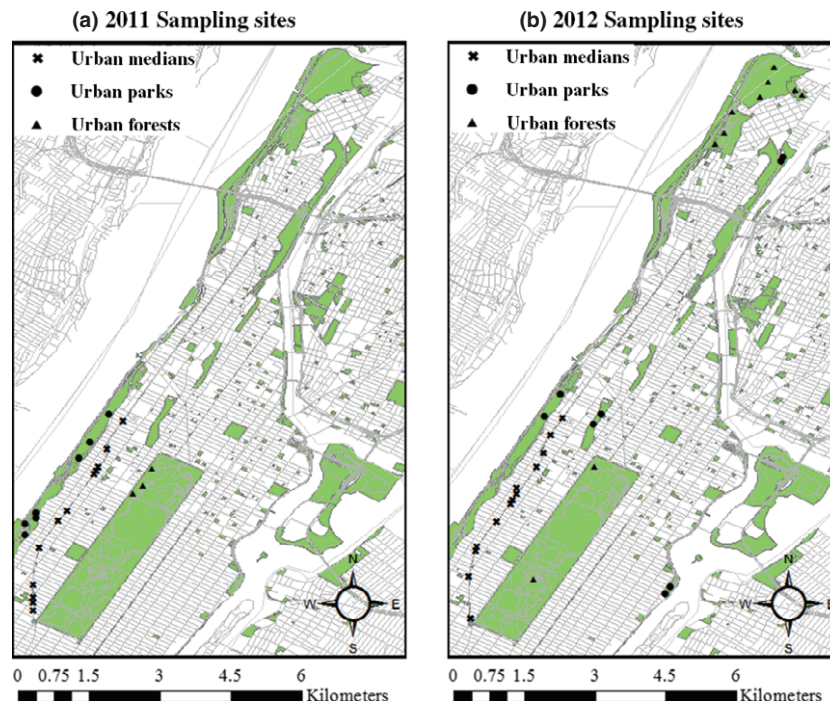 (a) 2011 Sampling sites
Urban medians
Urban parks
Urban forests
N
W E
S
0 0.75 1.5 3 4.5 6
Kilometers
(b) 2012 Sampling sites
Urban medians
Urban parks
Urban forests
N
W E
S
0 0.75 1.5 3 4.5 6
Kilometers